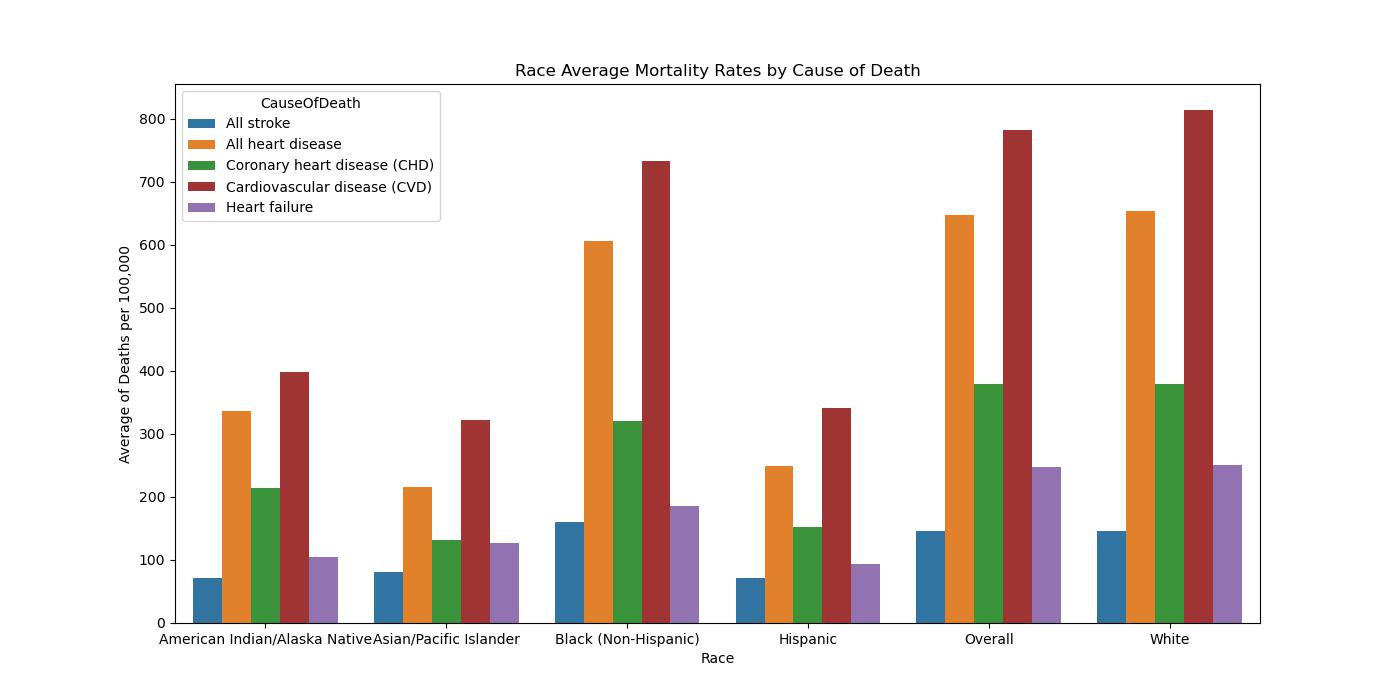 Race Average Mortality Rates by Cause of Death
CauseOfDeath
All stroke
All heart disease
Coronary heart disease (CHD)
Cardiovascular disease (CVD)
Heart failure
Average of Deaths per 100,000
800
700
600
500
400
300
200
100
0
American Indian/Alaska Native Asian/Pacific Islander Black (Non-Hispanic) Hispanic Overall White
Race